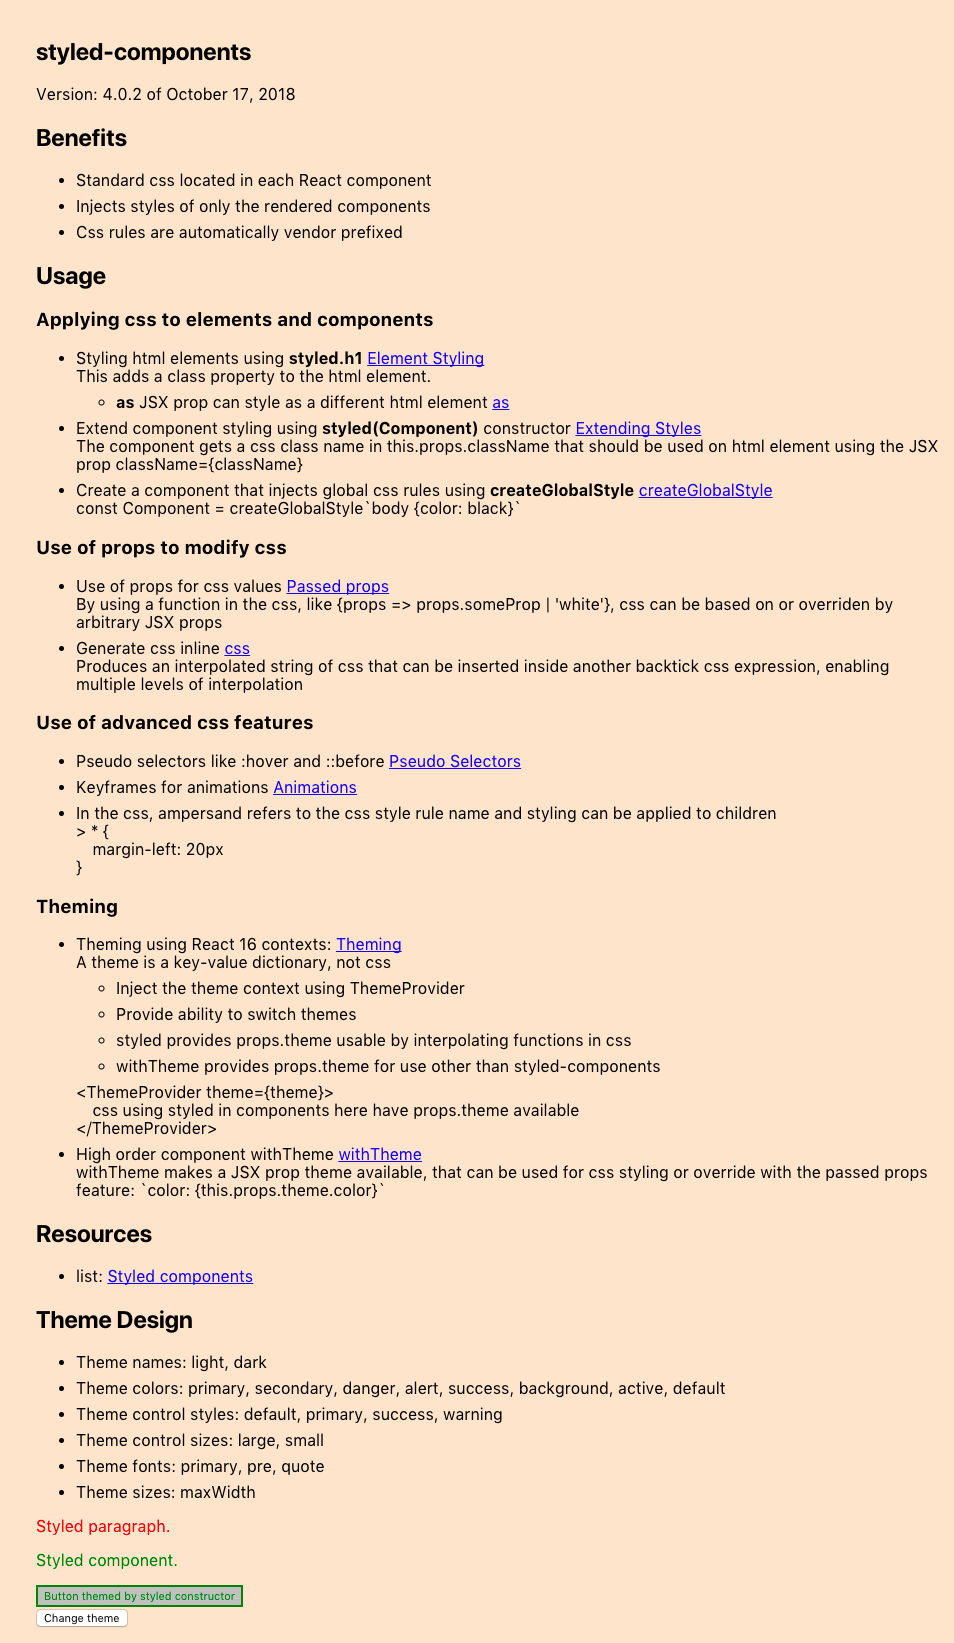 styled-components
Version: 4.0.2 of October 17, 2018
Benefits
• Standard css located in each React component
• Injects styles of only the rendered components
• Css rules are automatically vendor prefixed
Usage
Applying css to elements and components
• Styling html elements using styled.h1 Element Styling
This adds a class property to the html element.
◦ as JSX prop can style as a different html element as
• Extend component styling using styled(Component) constructor Extending Styles
The component gets a css class name in this.props.className that should be used on html element using the JSX
prop className={className}
• Create a component that injects global css rules using createGlobalStyle createGlobalStyle
const Component = createGlobalStyle`body {color: black}`
Use of props to modify css
• Use of props for css values Passed props
By using a function in the css, like {props => props.someProp | 'white'}, css can be based on or overriden by
arbitrary JSX props
• Generate css inline css
Produces an interpolated string of css that can be inserted inside another backtick css expression, enabling
multiple levels of interpolation
Use of advanced css features
• Pseudo selectors like :hover and ::before Pseudo Selectors
• Keyframes for animations Animations
• In the css, ampersand refers to the css style rule name and styling can be applied to children
> * {
margin-left: 20px
}
Theming
• Theming using React 16 contexts: Theming
A theme is a key-value dictionary, not css
◦ Inject the theme context using ThemeProvider
◦ Provide ability to switch themes
◦ styled provides props.theme usable by interpolating functions in css
◦ withTheme provides props.theme for use other than styled-components
<ThemeProvider theme={theme}>
css using styled in components here have props.theme available
</ThemeProvider>
• High order component withTheme withTheme
withTheme makes a JSX prop theme available, that can be used for css styling or override with the passed props
feature: `color: {this.props.theme.color}`
Resources
• list: Styled components
Theme Design
• Theme names: light, dark
• Theme colors: primary, secondary, danger, alert, success, background, active, default
• Theme control styles: default, primary, success, warning
• Theme control sizes: large, small
• Theme fonts: primary, pre, quote
• Theme sizes: maxWidth
Styled paragraph.
Styled component.
Button themed by styled constructor
Change theme